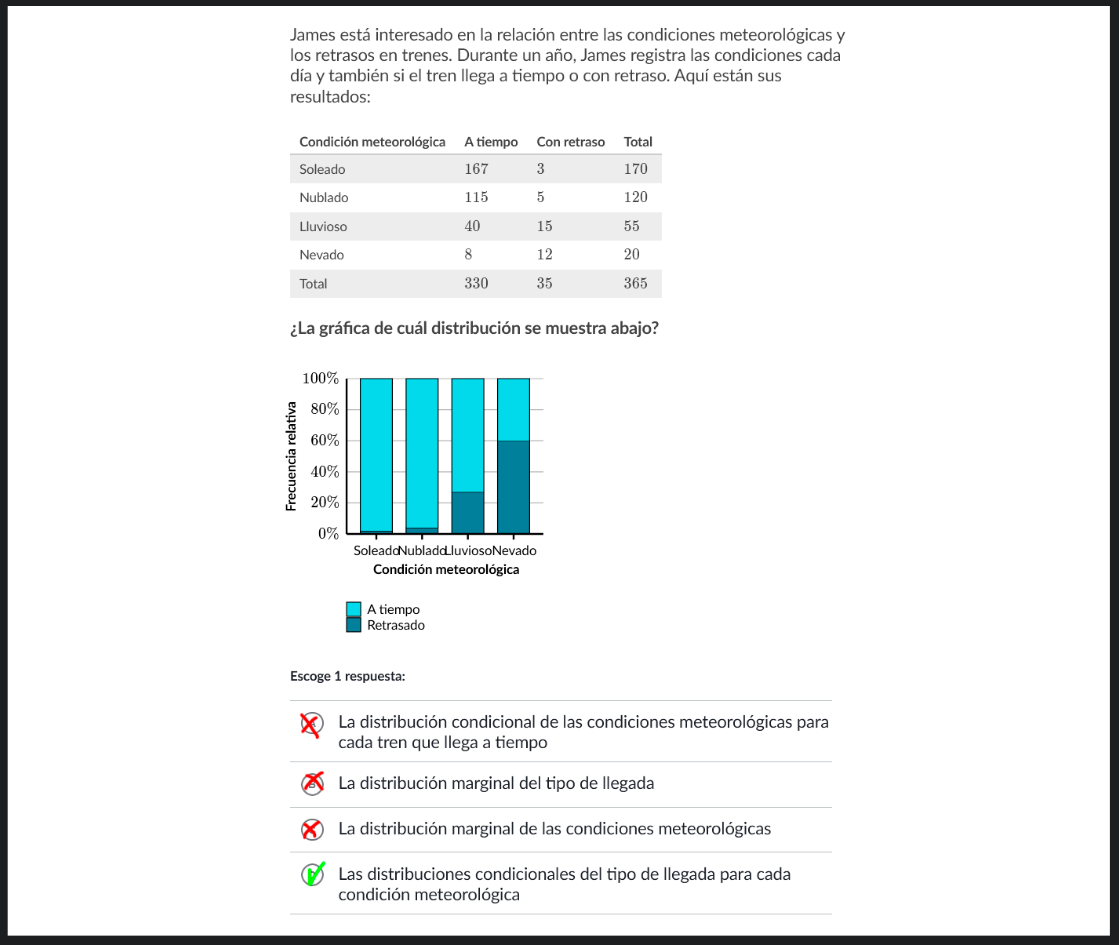 James está interesado en la relación entre las condiciones meteorológicas y
los retrasos en trenes. Durante un año, James registra las condiciones cada
día y también si el tren llega a tiempo o con retraso. Aquí están sus
resultados:
Condición meteorológica A tiempo Con retraso Total
Soleado 167 3 170
Nublado 115 5 120
Lluvioso 40 15 55
Nevado 8 12 20
Total 330 35 365
¿La gráfica de cuál distribución se muestra abajo?
Frecuencia relativa
100%
80%
60%
40%
20%
0%
Soleado Nublado Lluvioso Nevado
Condición meteorológica
A tiempo
Retrasado
Escoge 1 respuesta:
La distribución condicional de las condiciones meteorológicas para
cada tren que llega a tiempo
La distribución marginal del tipo de llegada
La distribución marginal de las condiciones meteorológicas
Las distribuciones condicionales del tipo de llegada para cada
condición meteorológica